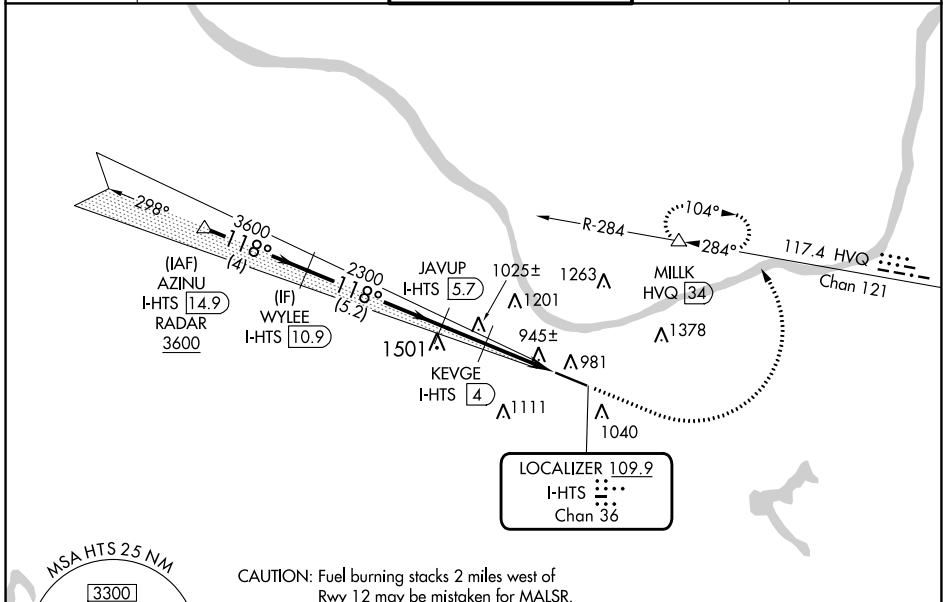 298°
3600
118°
(4)
(IAF)
AZINU
I-HTS 14.9
RADAR
3600
2300
118°
(5.2)
(IF)
WYLEE
I-HTS 10.9
JAVUP
I-HTS 5.7
1025±
1201
1263
1501
945±
981
KEVGE
I-HTS 4
1111
1040
R-284
104°
284°
MILLK
HVQ 34
1378
117.4 HVQ
Chan 121
LOCALIZER 109.9
I-HTS
Chan 36
MSA HTS 25 NM
3300
CAUTION: Fuel burning stacks 2 miles west of
Rwy 12 may be mistaken for MALSR.